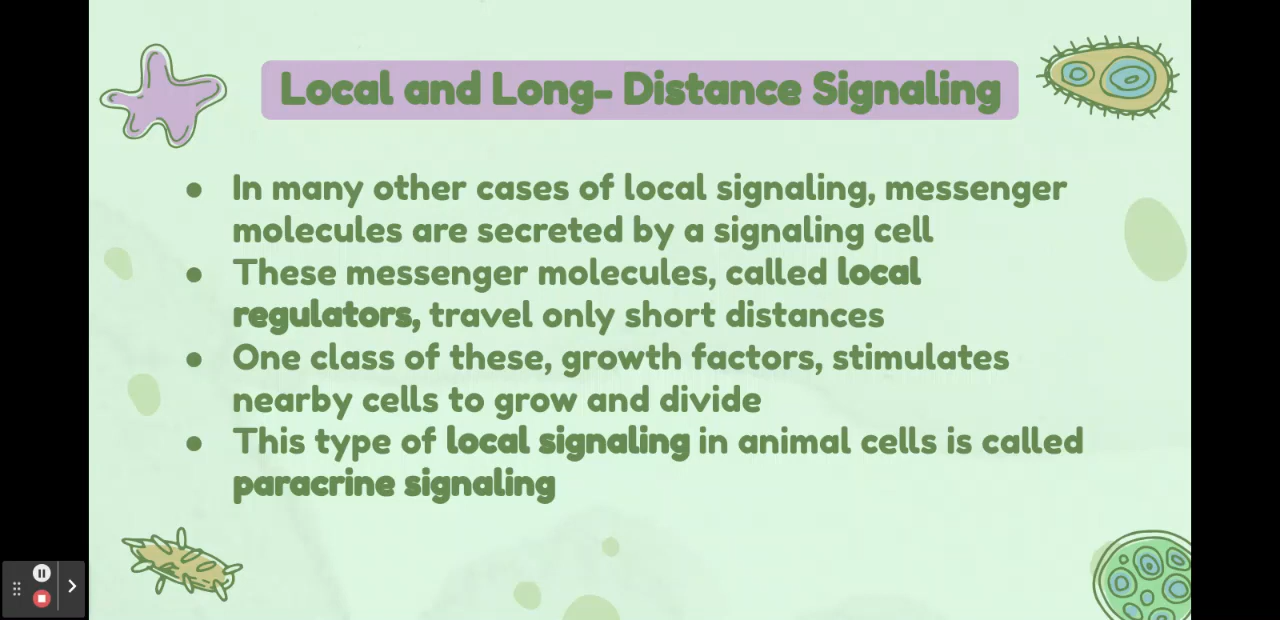 Local and Long- Distance Signaling
● In many other cases of local signaling, messenger
molecules are secreted by a signaling cell
● These messenger molecules, called local
regulators, travel only short distances
● One class of these, growth factors, stimulates
nearby cells to grow and divide
● This type of local signaling in animal cells is called
paracrine signaling